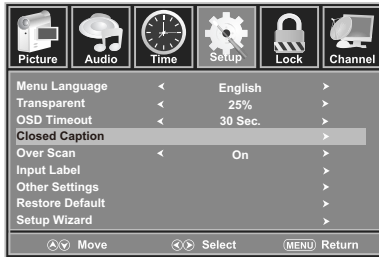 Picture Audio Time Setup Lock Channel
Menu Language English
Transparent 25%
OSD Timeout 30 Sec.
Closed Caption
Over Scan On
Input Label
Other Settings
Restore Default
Setup Wizard
Move Select MENU Return